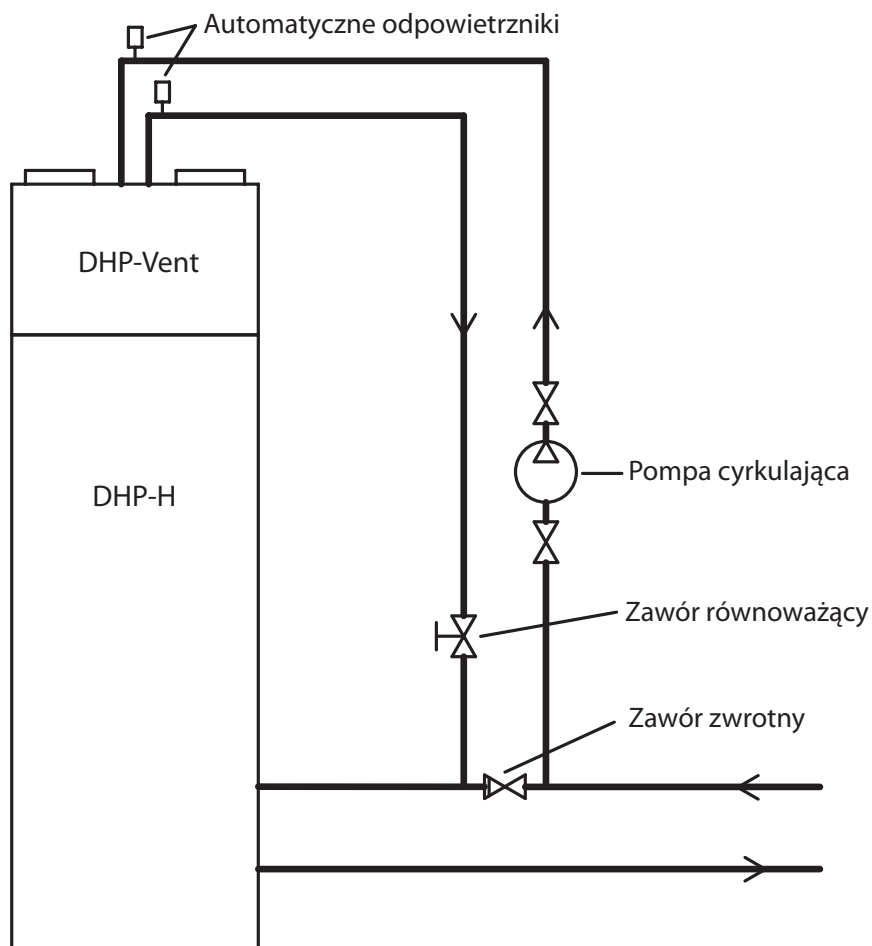 Automatyczne odpowietrzniki
DHP-Vent
DHP-H
Pompa cyrkulająca
Zawór równoważący
Zawór zwrotny